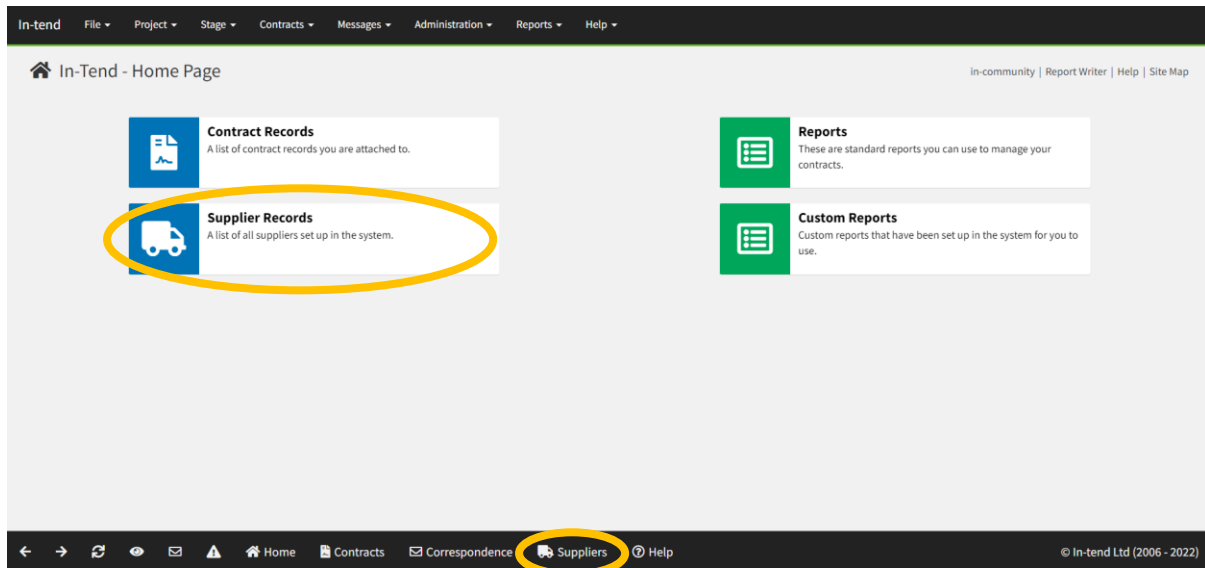 In-tend File Project Stage Contracts Messages Administration Reports Help
In-Tend - Home Page
in-community | Report Writer | Help | Site Map
Contract Records
A list of contract records you are attached to.
Reports
These are standard reports you can use to manage your
contracts.
Supplier Records
A list of all suppliers set up in the system.
Custom Reports
Custom reports that have been set up in the system for you to
use.
Home Contracts Correspondence Suppliers Help © In-tend Ltd (2006 - 2022)